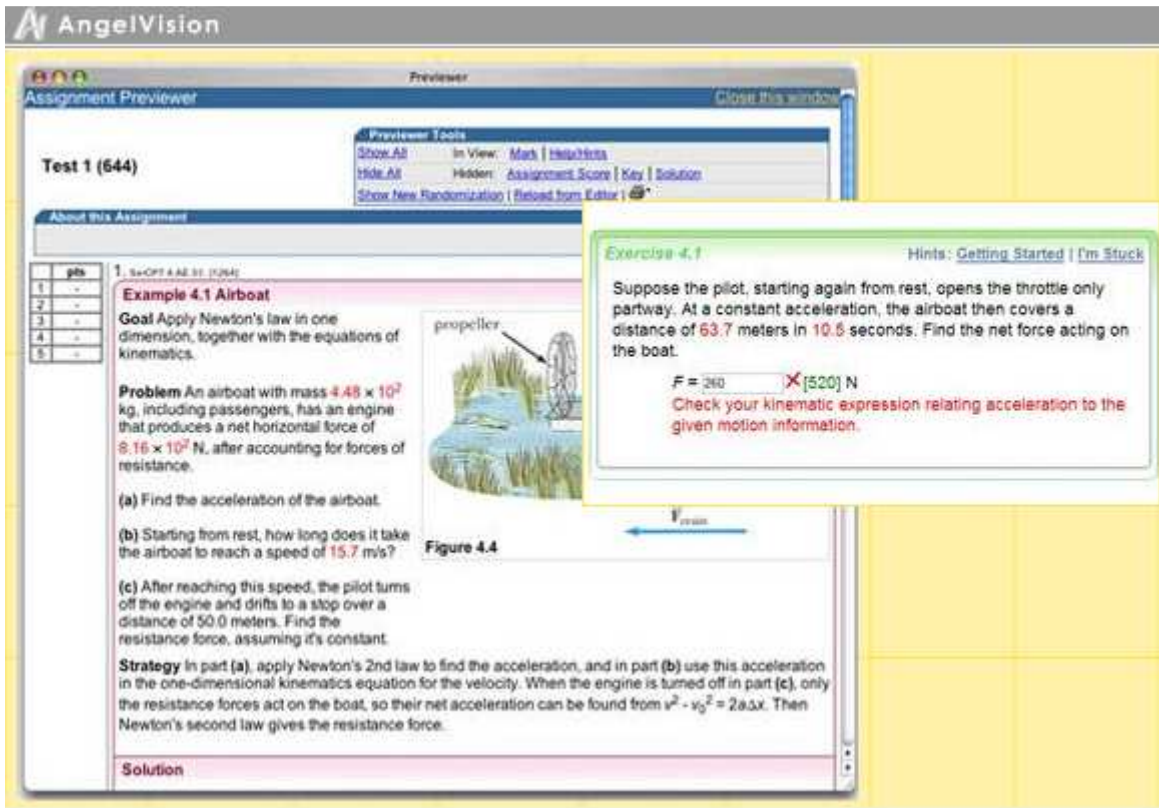 AngelVision
Previewer
Assignment Previewer
Close this window
Test 1 (644)
Previewer Tools
Show All In View: Mark | Help/Hints
Hide All Hidden: Assignment Score | Key | Solution
Show New Randomization | Reload from Editor |
About this Assignment
pts
1 -
2 -
3 -
4 -
5 -
1.
Example 4.1 Airboat
Goal Apply Newton's law in one
dimension, together with the equations of
kinematics.
Problem An airboat with mass 4.48 × 10²
kg, including passengers, has an engine
that produces a net horizontal force of
8.16 × 10² N, after accounting for forces of
resistance.
(a) Find the acceleration of the airboat.
(b) Starting from rest, how long does it take
the airboat to reach a speed of 15.7 m/s?
(c) After reaching this speed, the pilot turns
off the engine and drifts to a stop over a
distance of 50.0 meters. Find the
resistance force, assuming it's constant.
propeller
Figure 4.4
Strategy In part (a), apply Newton's 2nd law to find the acceleration, and in part (b) use this acceleration
in the one-dimensional kinematics equation for the velocity. When the engine is turned off in part (c), only
the resistance forces act on the boat, so their net acceleration can be found from v² - v₀² = 2aΔx. Then
Newton's second law gives the resistance force.
Solution
Exercise 4.1 Hints: Getting Started | I'm Stuck
Suppose the pilot, starting again from rest, opens the throttle only
partway. At a constant acceleration, the airboat then covers a
distance of 63.7 meters in 10.5 seconds. Find the net force acting on
the boat.
F = 260 [520] N
Check your kinematic expression relating acceleration to the
given motion information.